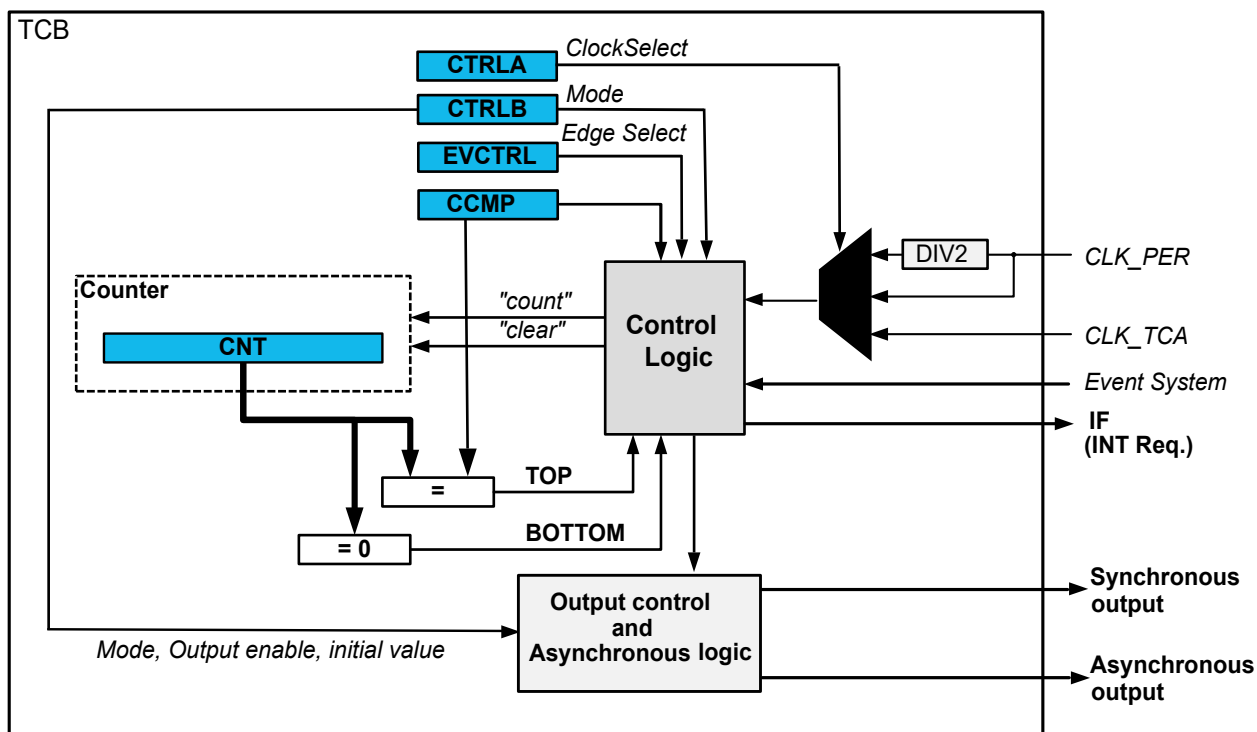 TCB
ClockSelect
CTRLA
Mode
CTRLB
Edge Select
EVCTRL
CCMP
DIV2
CLK_PER
Counter
"count"
Control
Logic
"clear"
CNT
CLK_TCA
Event System
IF
(INT Req.)
=
TOP
= 0
BOTTOM
Output control
and
Asynchronous logic
Synchronous
output
Mode, Output enable, initial value
Asynchronous
output